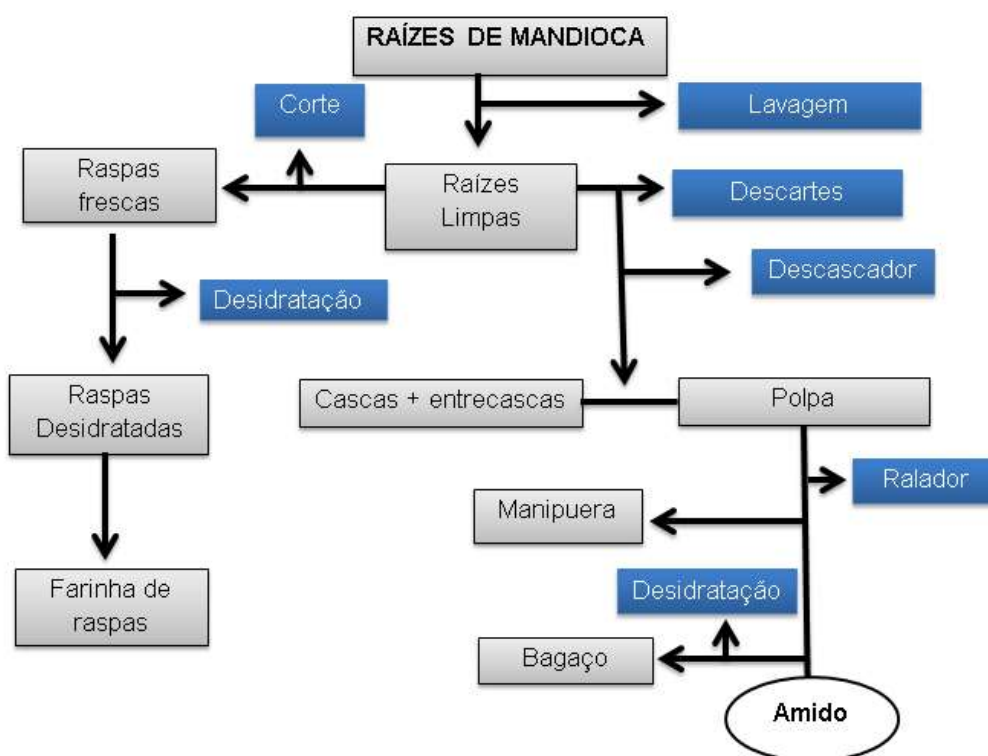 RAÍZES DE MANDIOCA
Corte
Lavagem
Raspas
frescas
Raízes
Limpas
Descartes
Descascador
Desidratação
Raspas
Desidratadas
Cascas + entrecascas
Polpa
Ralador
Manipuera
Farinha de
raspas
Desidratação
Bagaço
Amido